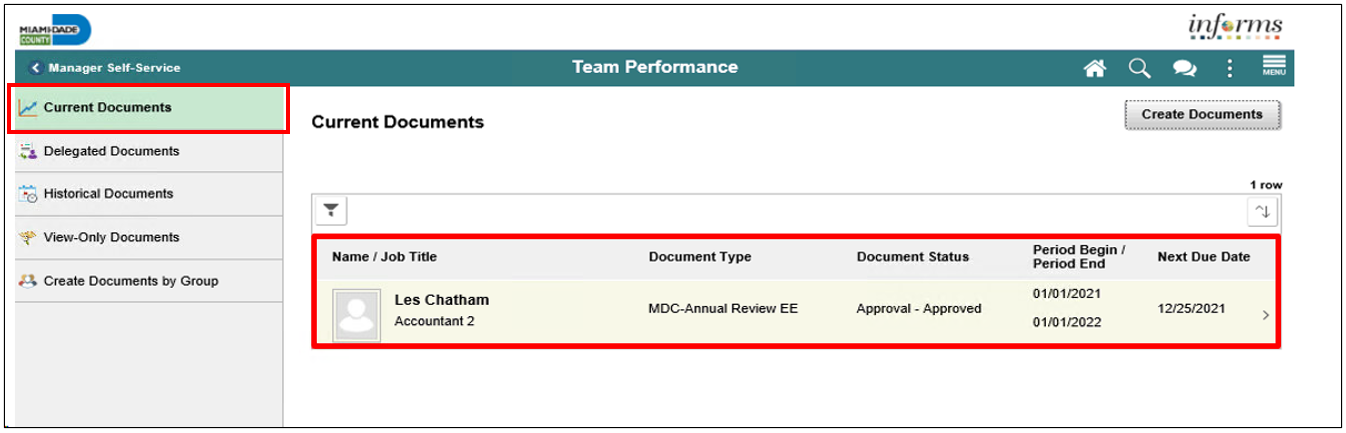 MIAMI-DADE
COUNTY
informs
Manager Self-Service
Team Performance
MENU
Current Documents
Delegated Documents
Historical Documents
View-Only Documents
Create Documents by Group
Current Documents
Create Documents
1 row
Name / Job Title
Document Type
Document Status
Period Begin /
Period End
Next Due Date
Les Chatham
Accountant 2
MDC-Annual Review EE
Approval - Approved
01/01/2021
01/01/2022
12/25/2021